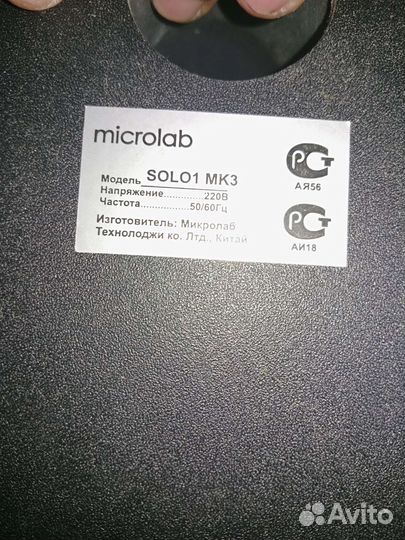 microlab
Модель SOLO1 MK3
Напряжение.............220В
Частота.................50/60Гц
Изготовитель: Микролаб
Технолоджи ко. Лтд., Китай
РСТ
АЯ56
РСТ
АИ18
Avito